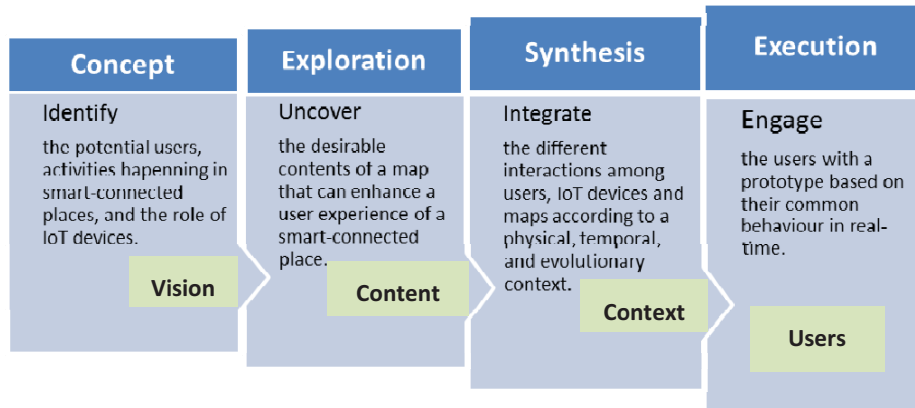 Concept
Identify
the potential users,
activities hapenning in
smart-connected
places, and the role of
IoT devices.
Vision
Exploration
Uncover
the desirable
contents of a map
that can enhance a
user experience of a
smart-connected
place.
Content
Synthesis
Integrate
the different
interactions among
users, IoT devices and
maps according to a
physical, temporal,
and evolutionary
context.
Context
Execution
Engage
the users with a
prototype based on
their common
behaviour in real-
time.
Users